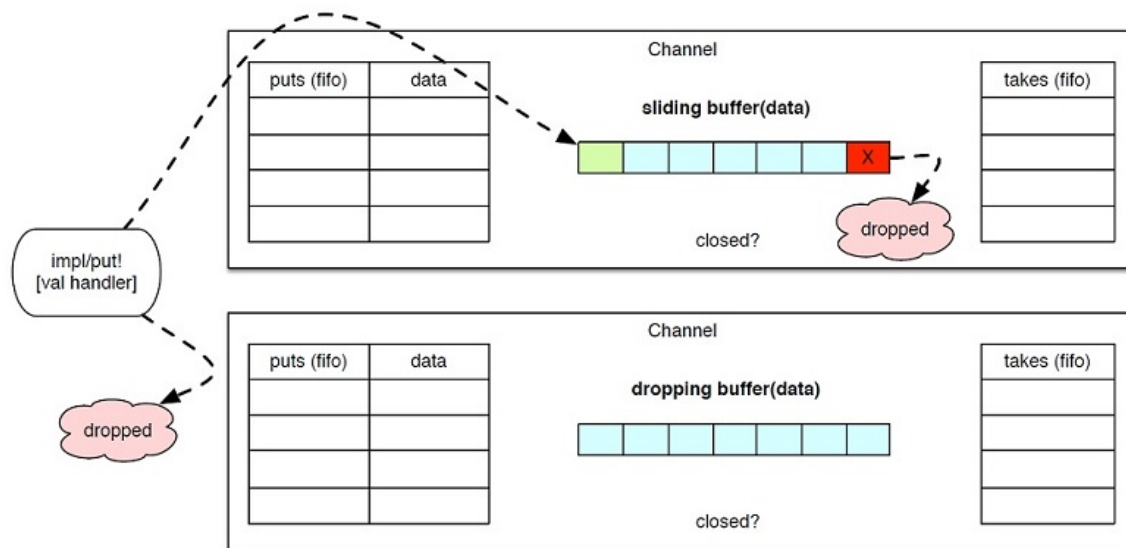 Channel
puts (fifo) data takes (fifo)
sliding buffer(data)
X
dropped
closed?
impl/put!
[val handler]
Channel
puts (fifo) data takes (fifo)
dropping buffer(data)
dropped
closed?